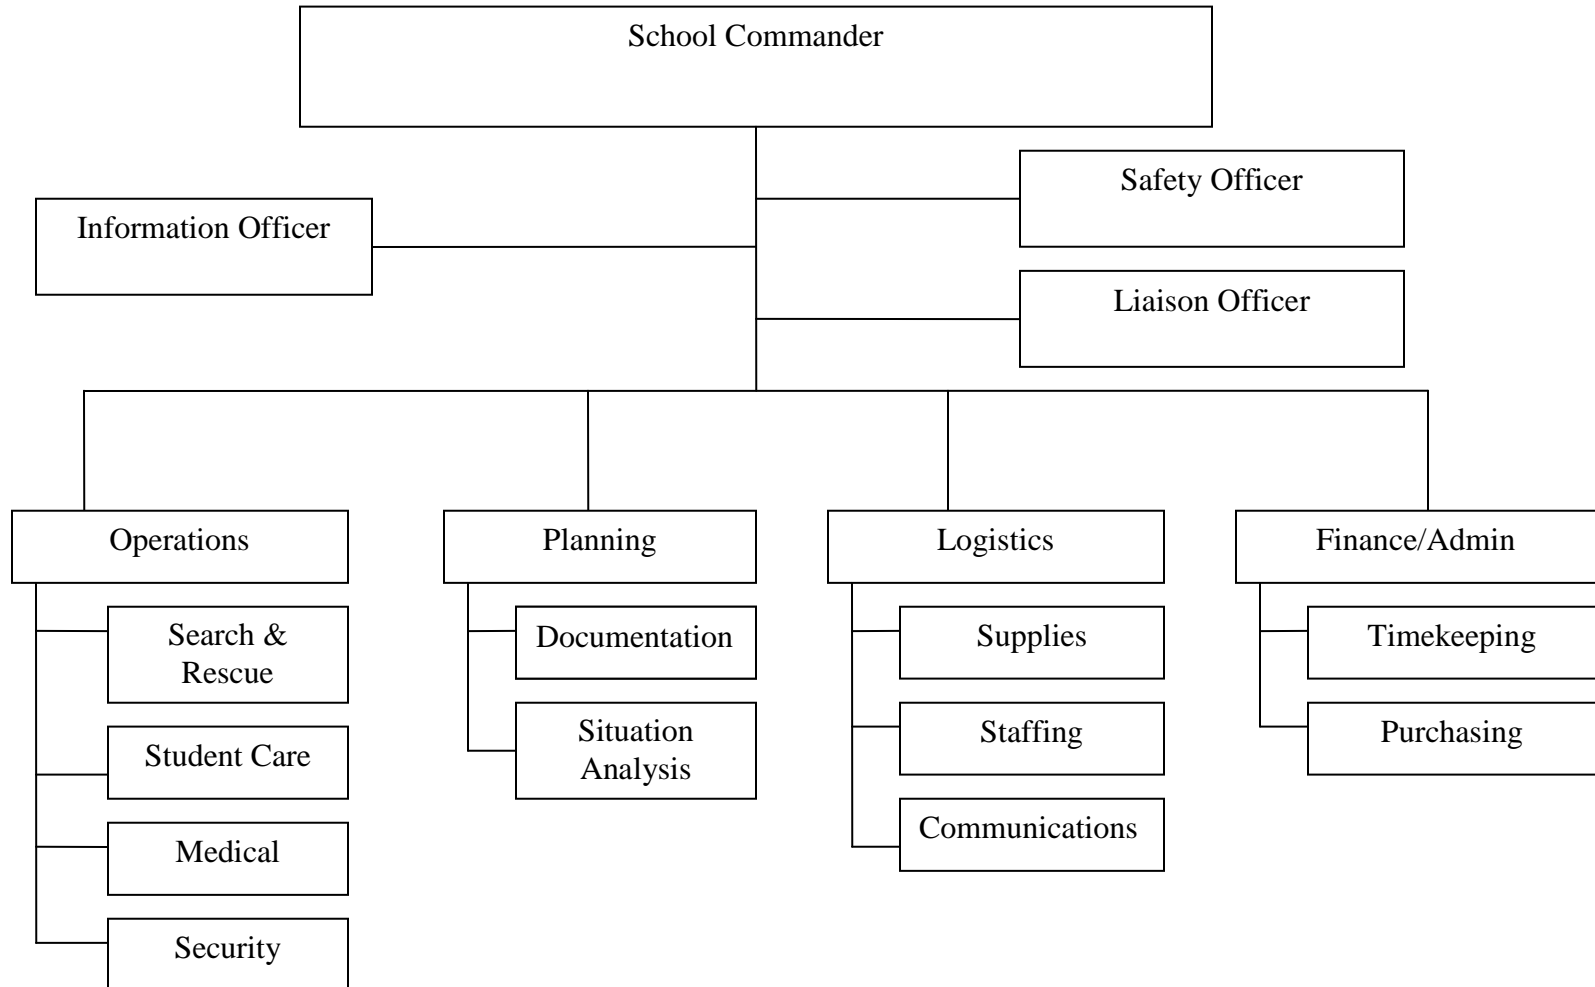 School Commander
Safety Officer
Information Officer
Liaison Officer
Operations
Search &
Rescue
Student Care
Medical
Security
Planning
Documentation
Situation
Analysis
Logistics
Supplies
Staffing
Communications
Finance/Admin
Timekeeping
Purchasing